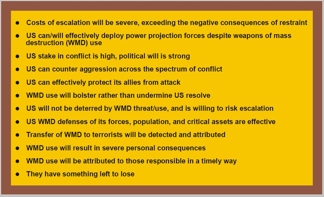 ● Costs of escalation will be severe, exceeding the negative consequences of restraint
● US can/will effectively deploy power projection forces despite weapons of mass
destruction (WMD) use
● US stake in conflict is high, political will is strong
● US can counter aggression across the spectrum of conflict
● US can effectively protect its allies from attack
● WMD use will bolster rather than undermine US resolve
● US will not be deterred by WMD threat/use, and is willing to risk escalation
● US WMD defenses of its forces, population, and critical assets are effective
● Transfer of WMD to terrorists will be detected and attributed
● WMD use will result in severe personal consequences
● WMD use will be attributed to those responsible in a timely way
● They have something left to lose